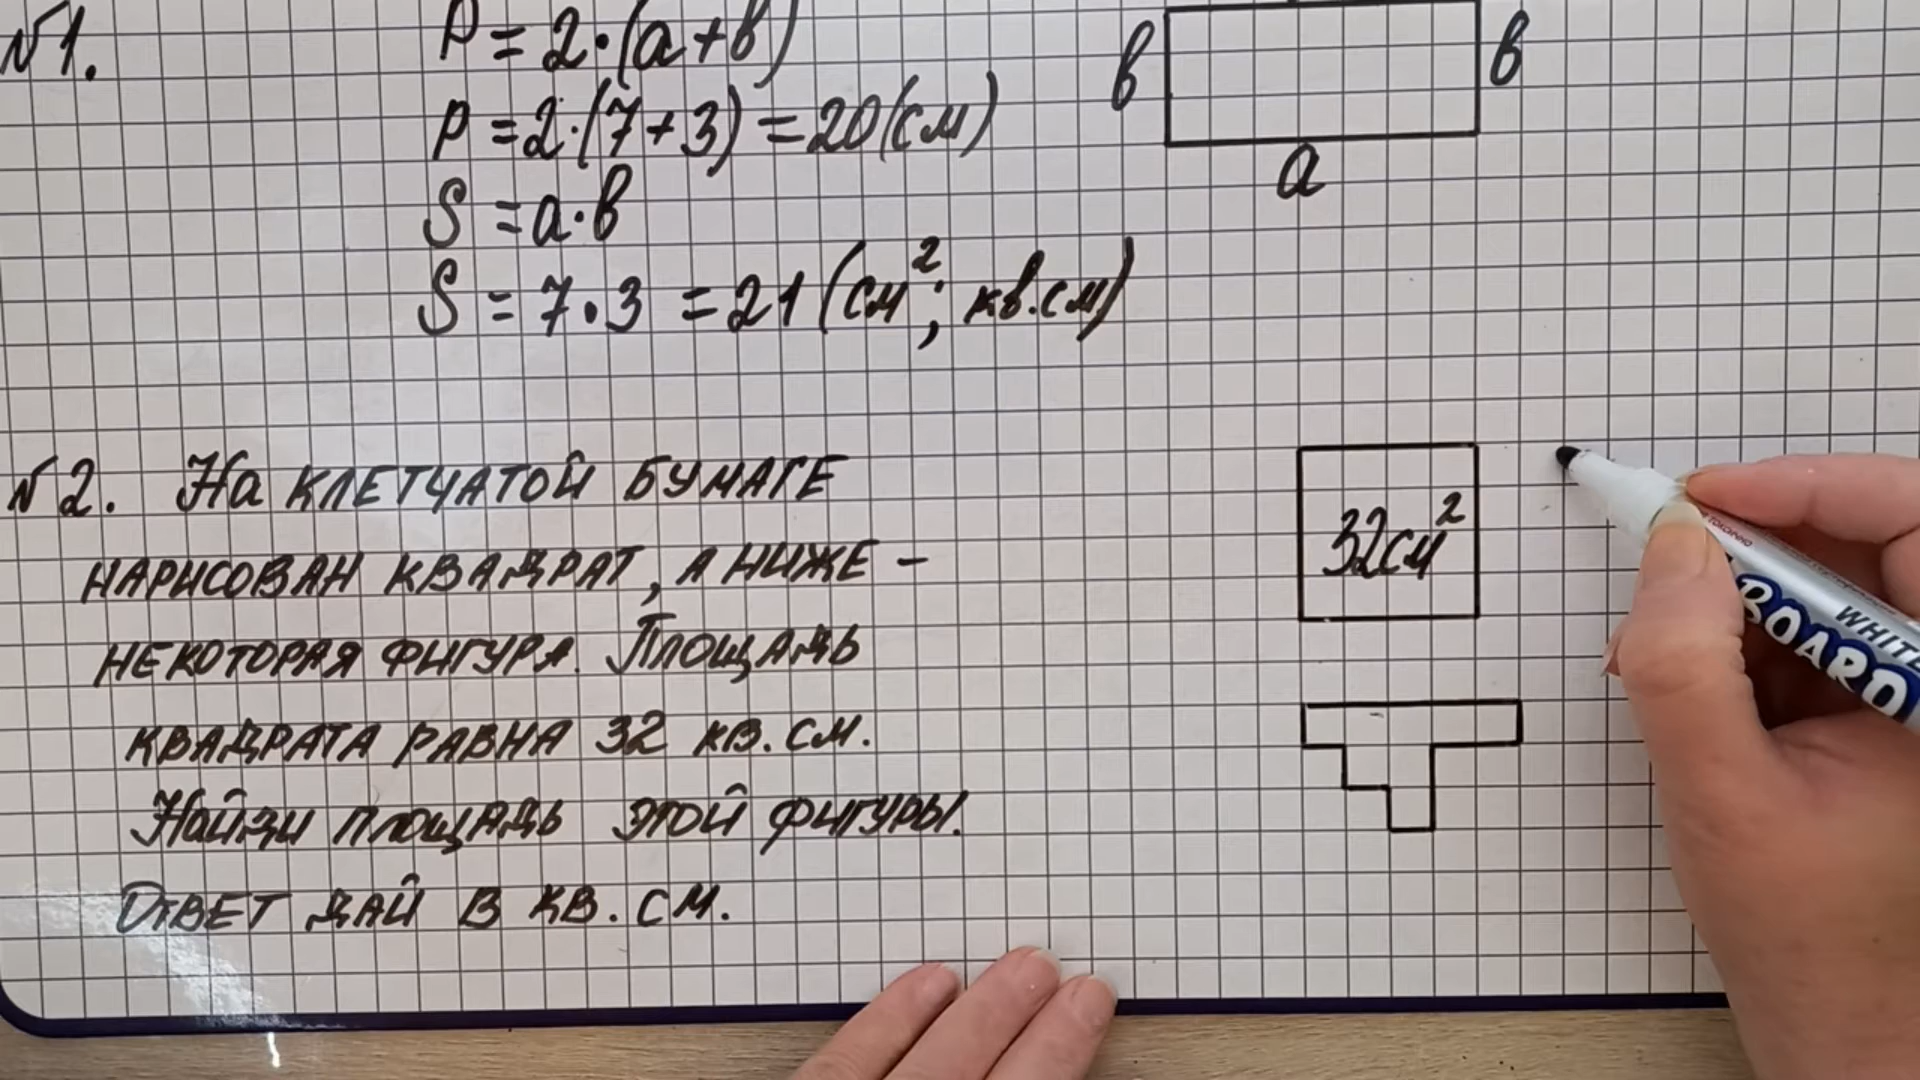 №1.
P = 2·(a+b)
P = 2·(7+3) = 20(см)
S = a·b
S = 7·3 = 21 (см²; кв.см)
b
b
a
№2. На КЛЕТЧАТОЙ БУМАГЕ
НАРИСОВАН КВАДРАТ, А НИЖЕ –
НЕКОТОРАЯ ФИГУРА. ПЛОЩАДЬ
КВАДРАТА РАВНА 32 КВ. СМ.
НАЙДИ ПЛОЩАДЬ ЭТОЙ ФИГУРЫ.
ОТВЕТ ДАЙ В КВ. СМ.
32см²
WHITE
BOARD